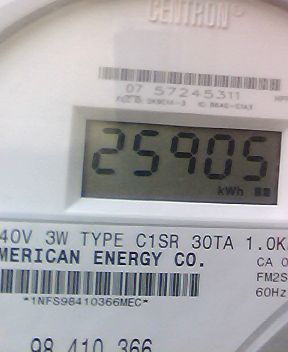 CENTRON®
07 57245311
25905
kWh
40V 3W TYPE C1SR 30TA 1.0K
MERICAN ENERGY CO.
CA 0
FM2S
60Hz
*1NFS98410366MEC*
98 410 366